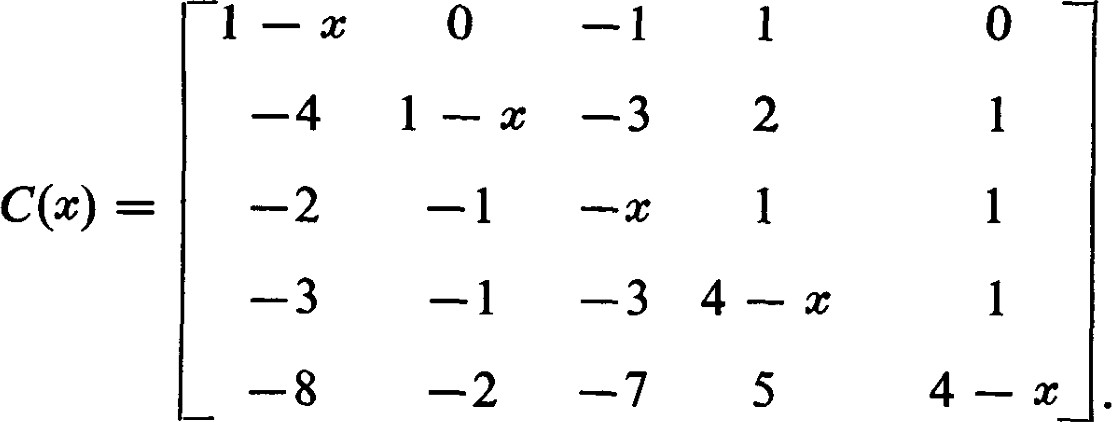 1 − x 0 −1 1 0
−4 1 − x −3 2 1
C(x) = −2 −1 −x 1 1
−3 −1 −3 4 − x 1
−8 −2 −7 5 4 − x .